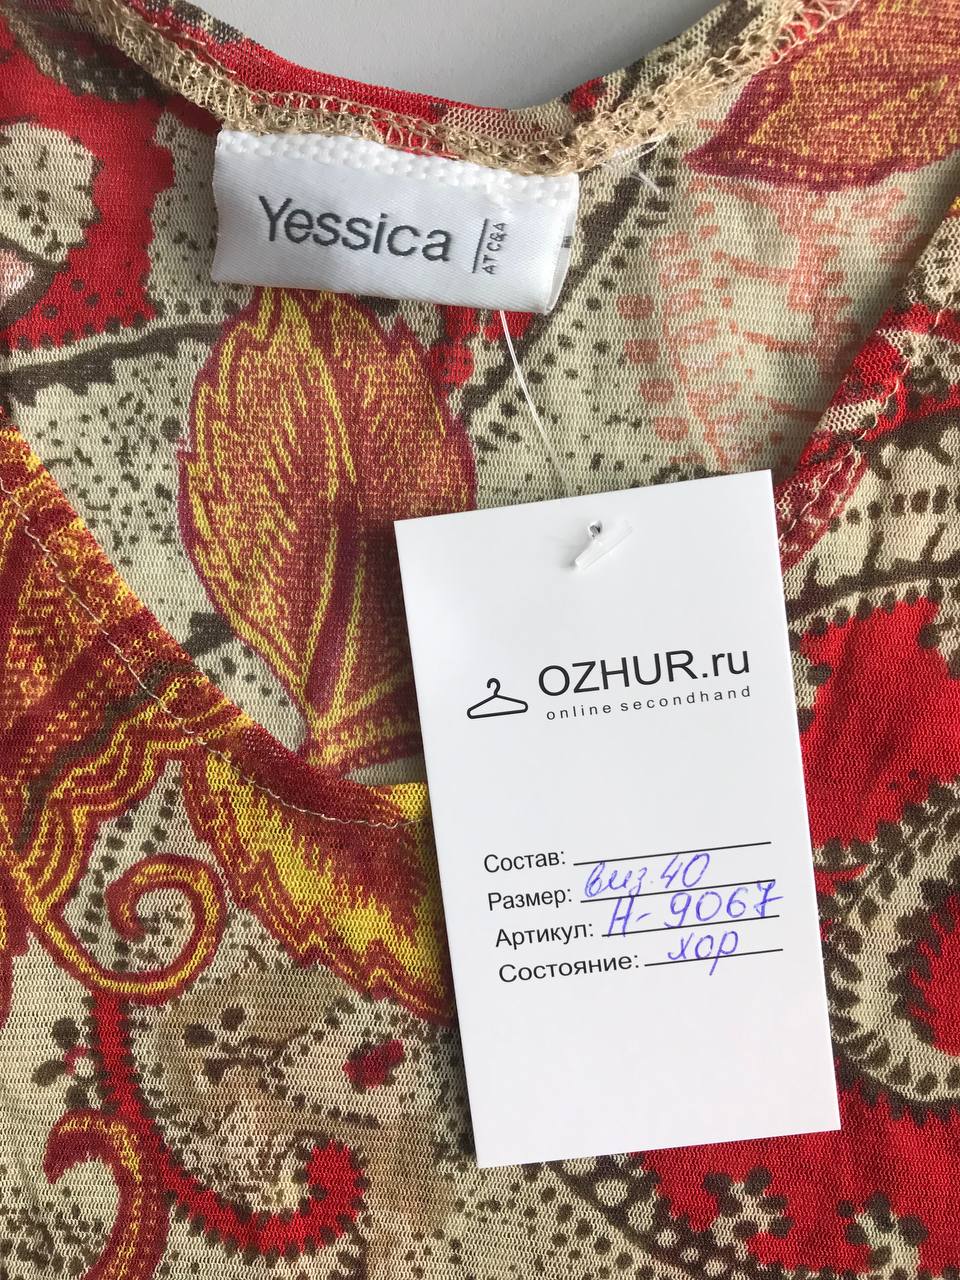 Yessica
AT C&A
OZHUR.ru
online secondhand
Состав:
Размер: виз. 40
Артикул: Н-9067
Состояние: хор